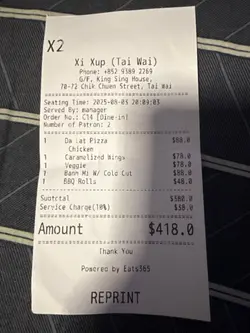 X2
Xi Xup (Tai Wai)
Phone: +852 9389 2269
G/F, King Sing House,
70-72 Chik Chuen Street, Tai Wai
Seating Time: 2025-08-05 20:09:03
Served by: manager
Order No.: C14 [Dine-in]
Number of Patron: 2
1 Pizza $88.0
Chicken
1 Caramelized Wings $78.0
1 Veggie $78.0
1 Bann Mi W/ Cold Cut $88.0
1 BBQ Rolls $48.0
Subtotal $380.0
Service Charge(10%) $38.0
Amount $418.0
Thank You
Powered by Eats365
REPRINT